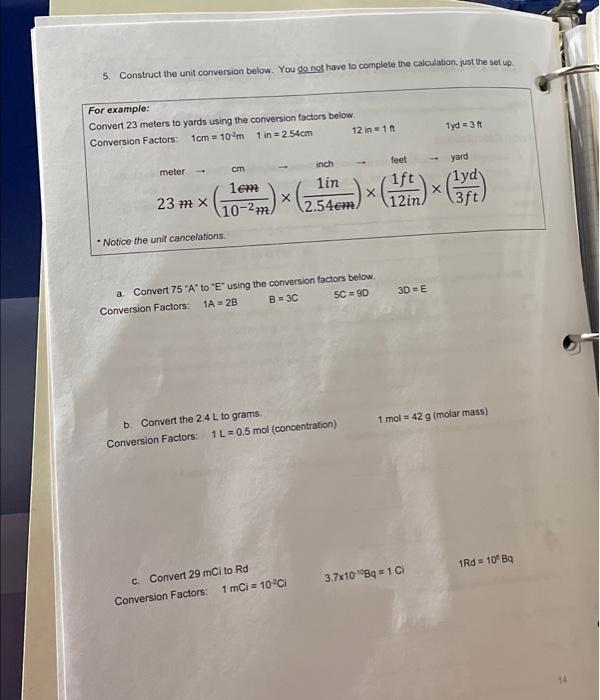 5. Construct the unit conversion below. You do not have to complete the calculation, just the set up.
For example:
Convert 23 meters to yards using the conversion factors below.
Conversion Factors: 1cm = 10⁻²m 1 in = 2.54cm 12 in = 1 ft 1yd = 3 ft
meter → cm → inch → feet → yard
23 m × (1cm/10⁻²m) × (1in/2.54cm) × (1ft/12in) × (1yd/3ft)
* Notice the unit cancelations.
a. Convert 75 "A" to "E" using the conversion factors below.
Conversion Factors: 1A = 2B B = 3C 5C = 9D 3D = E
b. Convert the 2.4 L to grams.
Conversion Factors: 1 L = 0.5 mol (concentration) 1 mol = 42 g (molar mass)
c. Convert 29 mCi to Rd
Conversion Factors: 1 mCi = 10⁻³Ci 3.7x10⁻¹⁰Bq = 1 Ci 1Rd = 10⁶ Bq
14